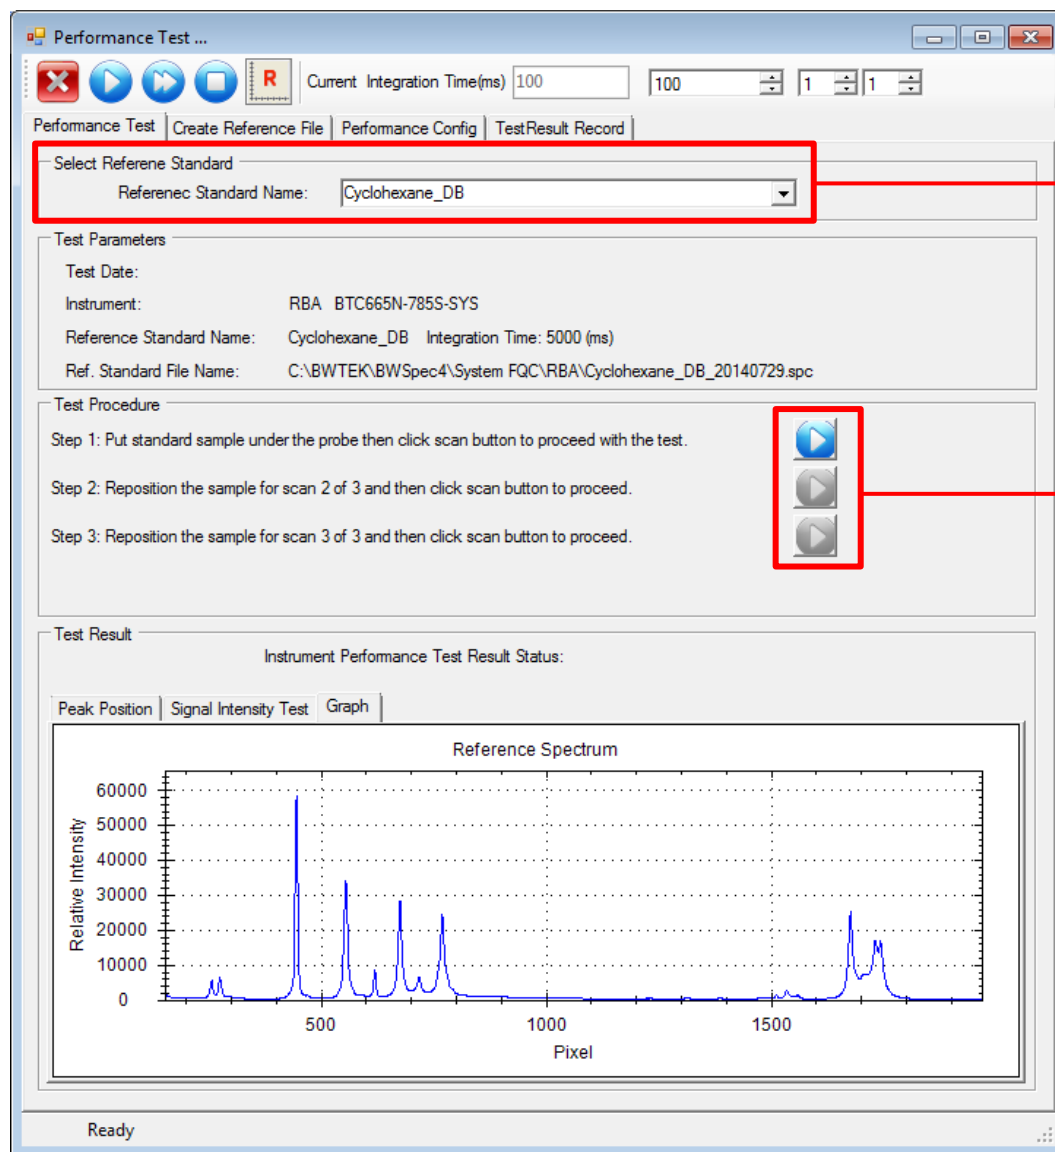 Performance Test ...
R Current Integration Time(ms) 100 100 1 1
Performance Test Create Reference File Performance Config TestResult Record
Select Referene Standard
Referenec Standard Name: Cyclohexane_DB
Test Parameters
Test Date:
Instrument: RBA BTC665N-785S-SYS
Reference Standard Name: Cyclohexane_DB Integration Time: 5000 (ms)
Ref. Standard File Name: C:\BWTEK\BWSpec4\System FQC\RBA\Cyclohexane_DB_20140729.spc
Test Procedure
Step 1: Put standard sample under the probe then click scan button to proceed with the test.
Step 2: Reposition the sample for scan 2 of 3 and then click scan button to proceed.
Step 3: Reposition the sample for scan 3 of 3 and then click scan button to proceed.
Test Result
Instrument Performance Test Result Status:
Peak Position Signal Intensity Test Graph
Reference Spectrum
Relative Intensity
60000
50000
40000
30000
20000
10000
0
500 1000 1500
Pixel
Ready